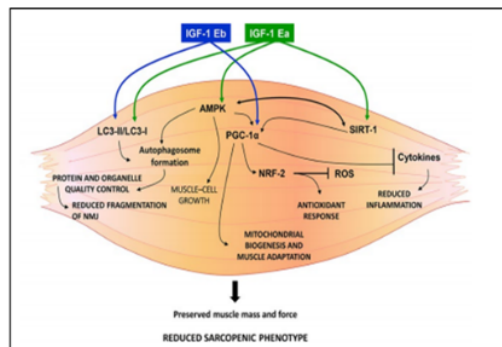 IGF-1 Eb
IGF-1 Ea
AMPK
LC3-II/LC3-I
PGC-1α
SIRT-1
Autophagosome
formation
Cytokines
PROTEIN AND ORGANELLE
QUALITY CONTROL
MUSCLE–CELL
GROWTH
NRF-2
ROS
REDUCED FRAGMENTATION
OF NMJ
ANTIOXIDANT
RESPONSE
REDUCED
INFLAMMATION
MITOCHONDRIAL
BIOGENESIS AND
MUSCLE ADAPTATION
Preserved muscle mass and force
REDUCED SARCOPENIC PHENOTYPE